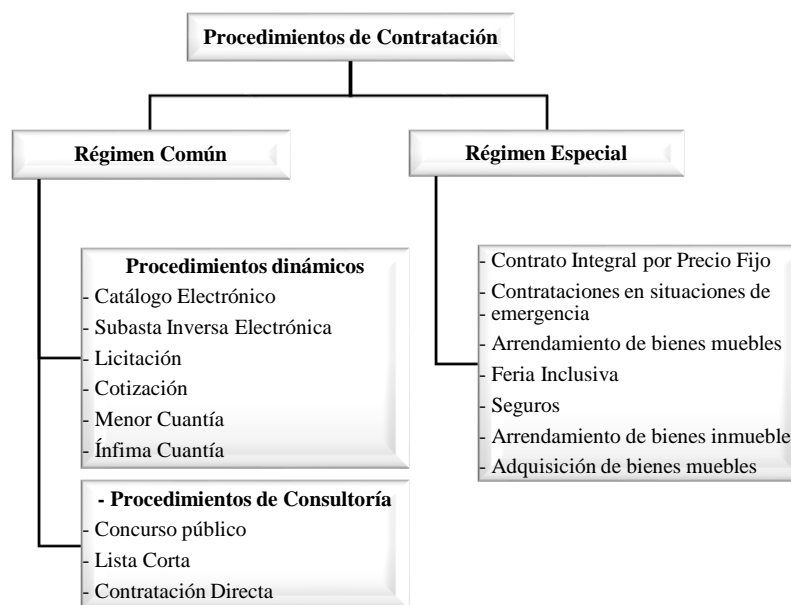 Procedimientos de Contratación
Régimen Común
Régimen Especial
Procedimientos dinámicos
- Catálogo Electrónico
- Subasta Inversa Electrónica
- Licitación
- Cotización
- Menor Cuantía
- Ínfima Cuantía
- Procedimientos de Consultoría
- Concurso público
- Lista Corta
- Contratación Directa
- Contrato Integral por Precio Fijo
- Contrataciones en situaciones de
- emergencia
- Arrendamiento de bienes muebles
- Feria Inclusiva
- Seguros
- Arrendamiento de bienes inmueble
- Adquisición de bienes muebles